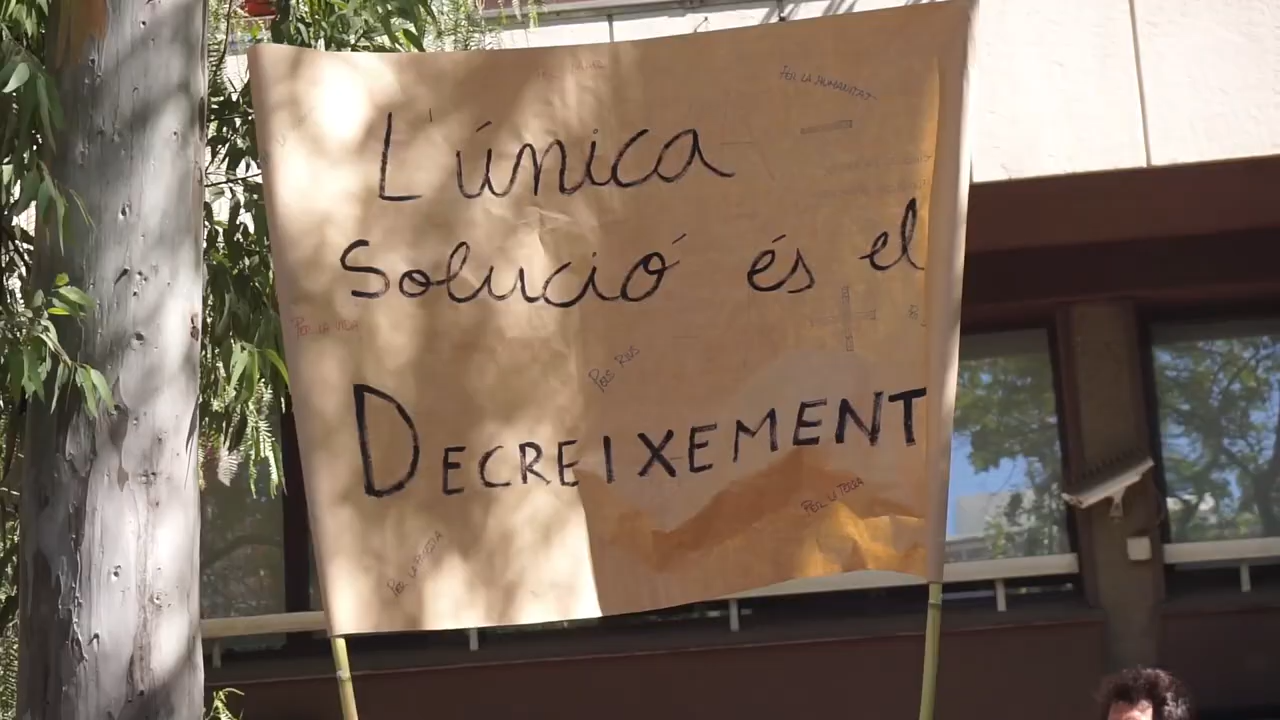 PER LA HUMANITAT
L'única
Solució és el
PER LA VIDA
PELS RIUS
DECREIXEMENT
PER LA TERRA